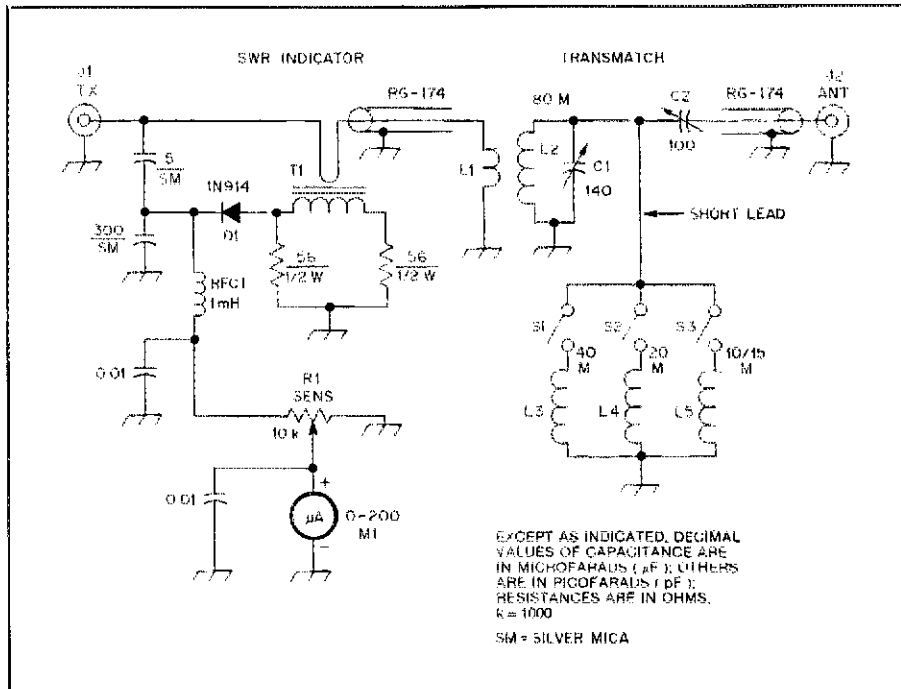 SWR INDICATOR
TRANSMATCH
J1
TX
RG-174
80 M
C2
100
RG-174
J2
ANT
5
SM
T1
L1
L2
C1
140
1N914
D1
SHORT LEAD
300
SM
56
1/2 W
56
1/2 W
RFC1
1mH
S1
S2
S3
40
M
20
M
10/15
M
0.01
R1
SENS
10 k
L3
L4
L5
0.01
+
μA
-
0-200
M1
EXCEPT AS INDICATED, DECIMAL
VALUES OF CAPACITANCE ARE
IN MICROFARADS (μF); OTHERS
ARE IN PICOFARADS (pF);
RESISTANCES ARE IN OHMS,
k = 1000
SM = SILVER MICA